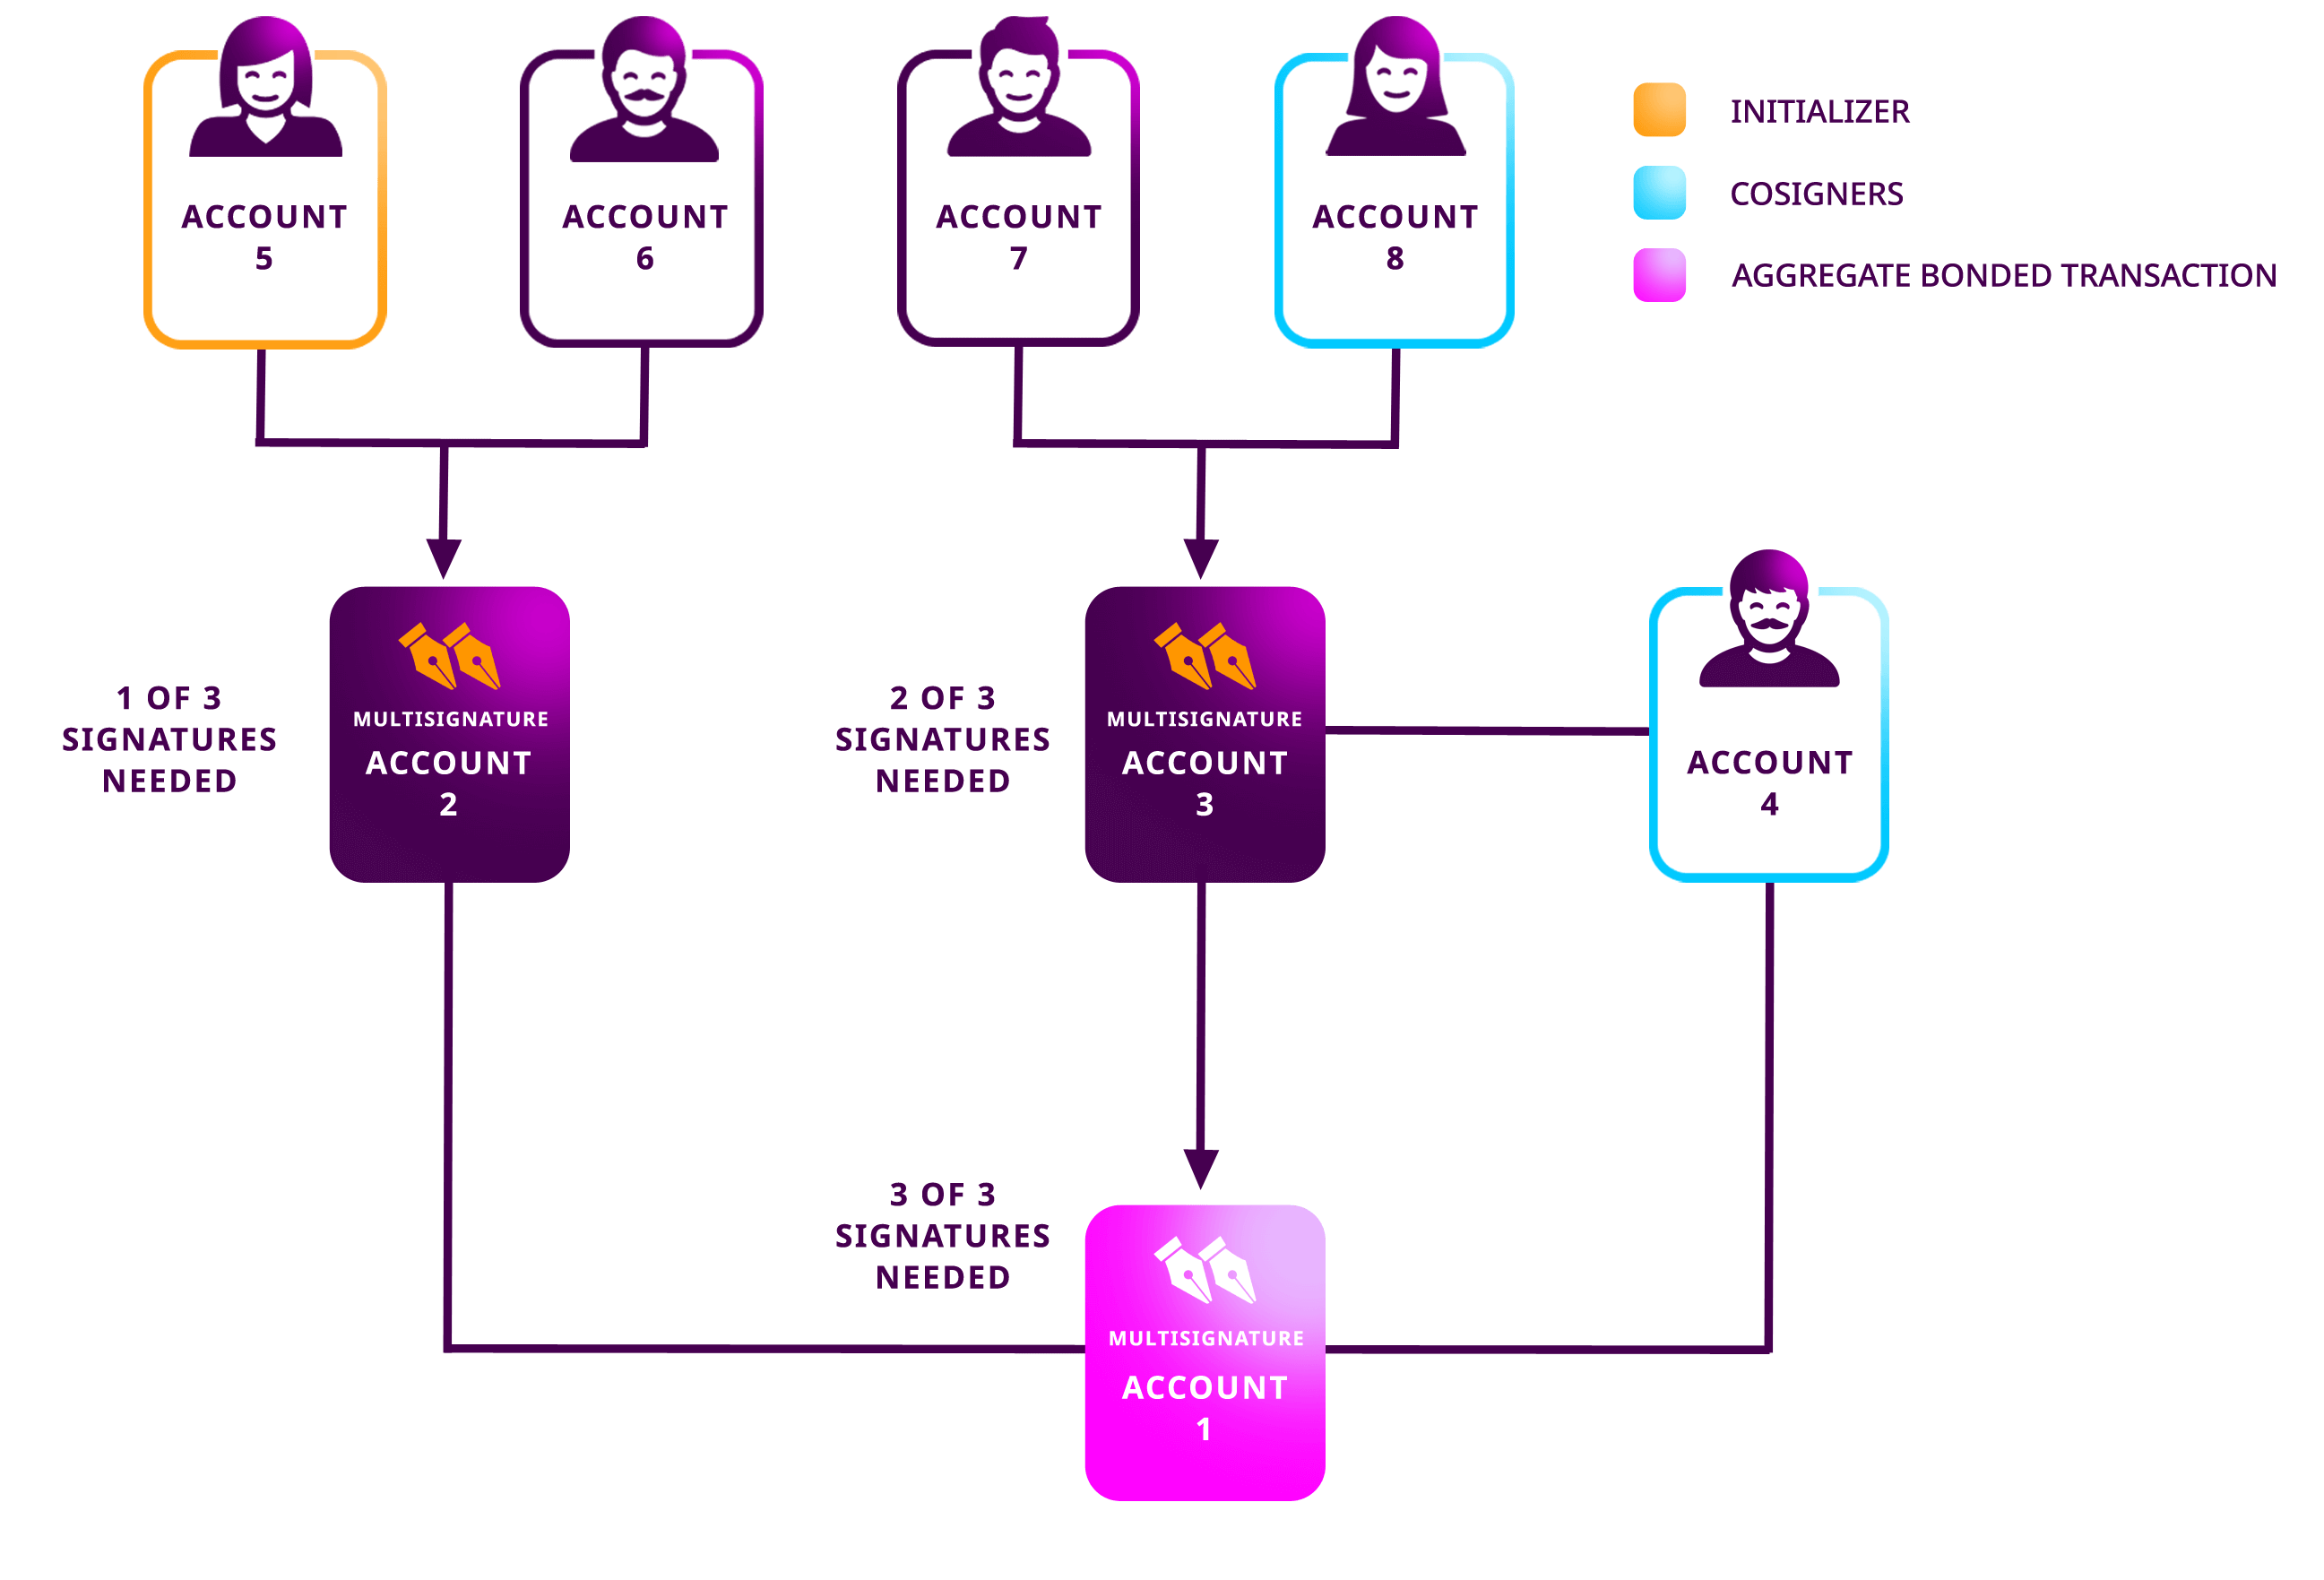 ACCOUNT
5
ACCOUNT
6
ACCOUNT
7
ACCOUNT
8
INITIALIZER
COSIGNERS
AGGREGATE BONDED TRANSACTION
1 OF 3
SIGNATURES
NEEDED
MULTISIGNATURE
ACCOUNT
2
2 OF 3
SIGNATURES
NEEDED
MULTISIGNATURE
ACCOUNT
3
ACCOUNT
4
3 OF 3
SIGNATURES
NEEDED
MULTISIGNATURE
ACCOUNT
1